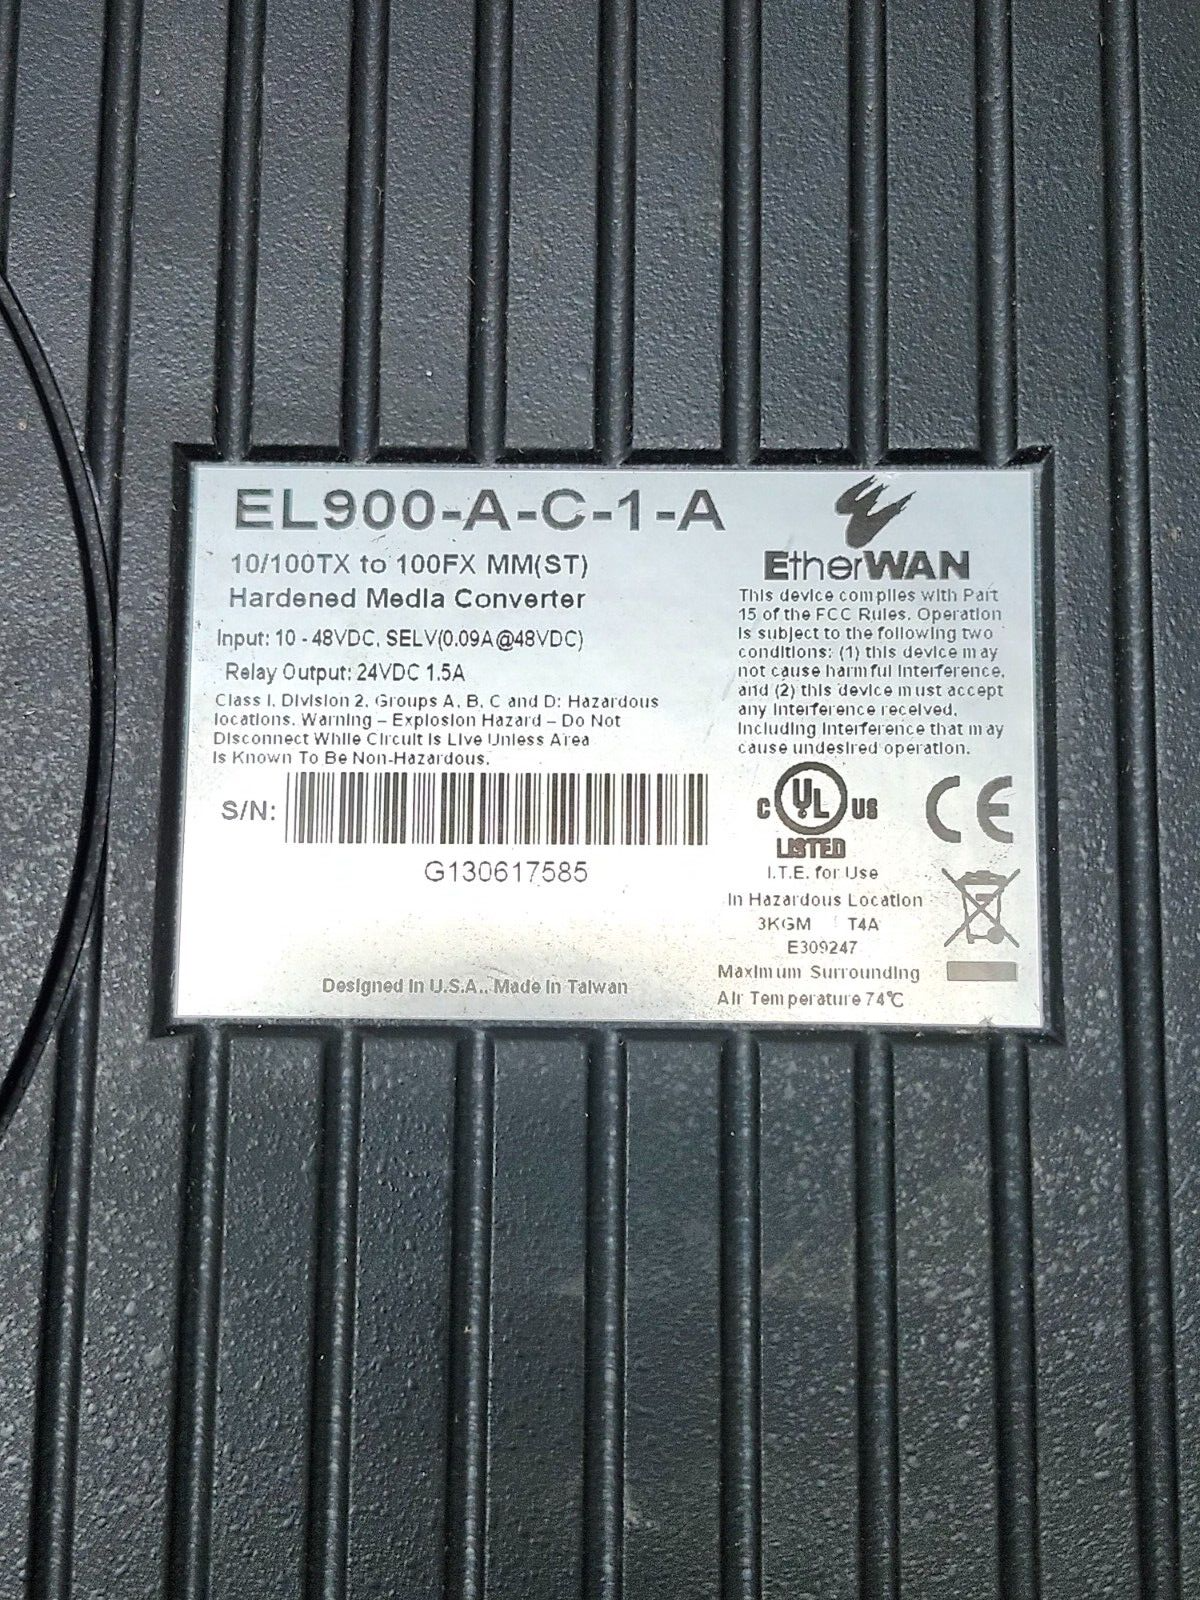 EL900-A-C-1-A
10/100TX to 100FX MM(ST)
Hardened Media Converter
Input: 10 - 48VDC, SELV(0.09A@48VDC)
Relay Output: 24VDC 1.5A
Class I, Division 2, Groups A, B, C and D: Hazardous
locations. Warning – Explosion Hazard – Do Not
Disconnect While Circuit Is Live Unless Area
Is Known To Be Non-Hazardous.
S/N:
G130617585
Designed In U.S.A., Made In Taiwan
EtherWAN
This device complies with Part
15 of the FCC Rules. Operation
is subject to the following two
conditions: (1) this device may
not cause harmful interference,
and (2) this device must accept
any interference received,
including interference that may
cause undesired operation.
C UL US
LISTED
CE
I.T.E. for Use
In Hazardous Location
3KGM T4A
E309247
Maximum Surrounding
Air Temperature 74℃